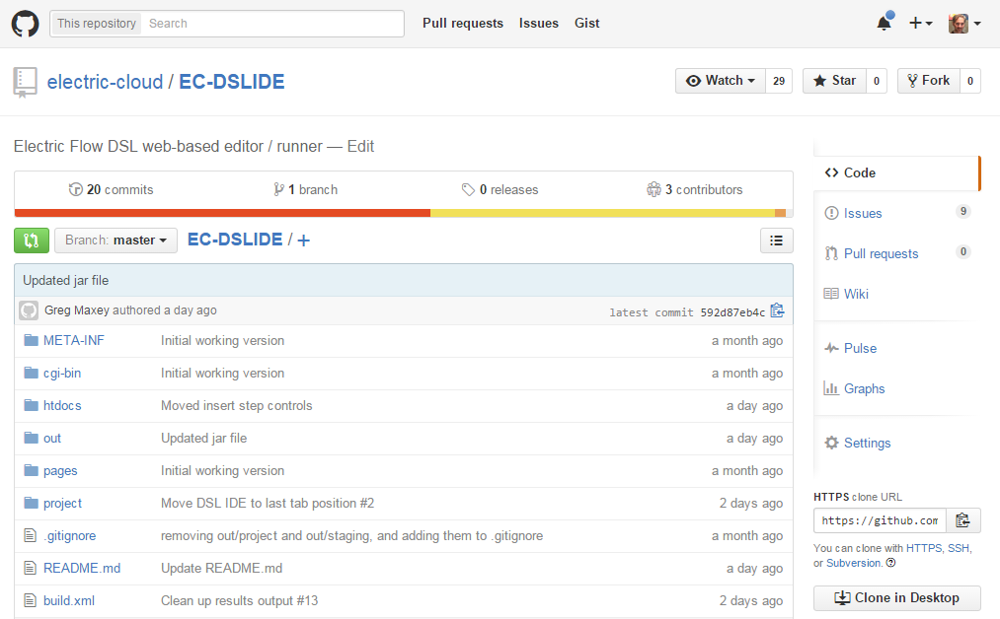 This repository Search Pull requests Issues Gist
electric-cloud / EC-DSLIDE Watch 29 Star 0 Fork 0
Electric Flow DSL web-based editor / runner — Edit
20 commits 1 branch 0 releases 3 contributors
Branch: master EC-DSLIDE / +
Updated jar file
Greg Maxey authored a day ago latest commit 592d87eb4c
META-INF Initial working version a month ago
cgi-bin Initial working version a month ago
htdocs Moved insert step controls a day ago
out Updated jar file a day ago
pages Initial working version a month ago
project Move DSL IDE to last tab position #2 2 days ago
.gitignore removing out/project and out/staging, and adding them to .gitignore a month ago
README.md Update README.md a day ago
build.xml Clean up results output #13 2 days ago
Code
Issues 9
Pull requests 0
Wiki
Pulse
Graphs
Settings
HTTPS clone URL
https://github.com
You can clone with HTTPS, SSH,
or Subversion.
Clone in Desktop